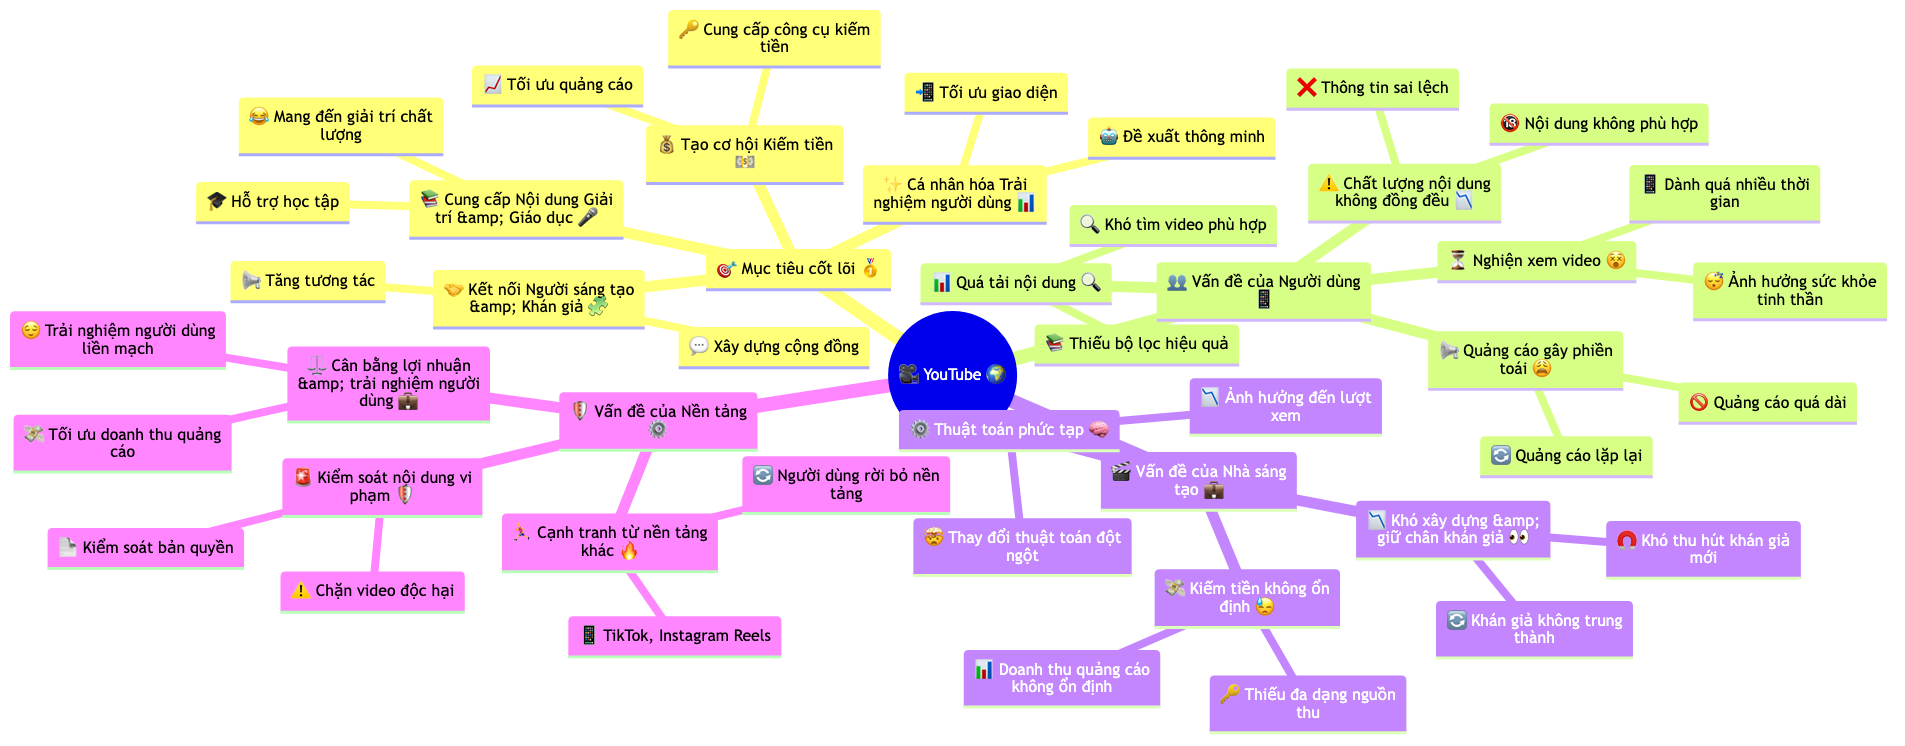 🔑 Cung cấp công cụ kiếm
tiền
📈 Tối ưu quảng cáo
📲 Tối ưu giao diện
❌ Thông tin sai lệch
😂 Mang đến giải trí chất
lượng
💰 Tạo cơ hội Kiếm tiền
💵
🤖 Đề xuất thông minh
🔞 Nội dung không phù hợp
🎓 Hỗ trợ học tập
📚 Cung cấp Nội dung Giải
trí &amp; Giáo dục 🎤
✨ Cá nhân hóa Trải
nghiệm người dùng 📊
⚠️ Chất lượng nội dung
không đồng đều 📉
📱 Dành quá nhiều thời
gian
🔍 Khó tìm video phù hợp
📢 Tăng tương tác
🤝 Kết nối Người sáng tạo
&amp; Khán giả 🧩
🎯 Mục tiêu cốt lõi 🥇
📊 Quá tải nội dung 🔍
👥 Vấn đề của Người dùng
📱
⏳ Nghiện xem video 😵
😴 Ảnh hưởng sức khỏe
tinh thần
😌 Trải nghiệm người dùng
liền mạch
💬 Xây dựng cộng đồng
📚 Thiếu bộ lọc hiệu quả
📢 Quảng cáo gây phiền
toái 😩
⚖️ Cân bằng lợi nhuận
&amp; trải nghiệm người
dùng 💼
🎥 YouTube 🌍
📉 Ảnh hưởng đến lượt
xem
🚫 Quảng cáo quá dài
💸 Tối ưu doanh thu quảng
cáo
🛡️ Vấn đề của Nền tảng
⚙️
⚙️ Thuật toán phức tạp 🧠
🔄 Quảng cáo lặp lại
🚨 Kiểm soát nội dung vi
phạm 🛡️
🔄 Người dùng rời bỏ nền
tảng
🎬 Vấn đề của Nhà sáng
tạo 💼
📄 Kiểm soát bản quyền
🏃 Cạnh tranh từ nền tảng
khác 🔥
🤯 Thay đổi thuật toán đột
ngột
📉 Khó xây dựng &amp;
giữ chân khán giả 👀
🧲 Khó thu hút khán giả
mới
⚠️ Chặn video độc hại
💸 Kiếm tiền không ổn
định 😓
📱 TikTok, Instagram Reels
🔄 Khán giả không trung
thành
📊 Doanh thu quảng cáo
không ổn định
🔑 Thiếu đa dạng nguồn
thu